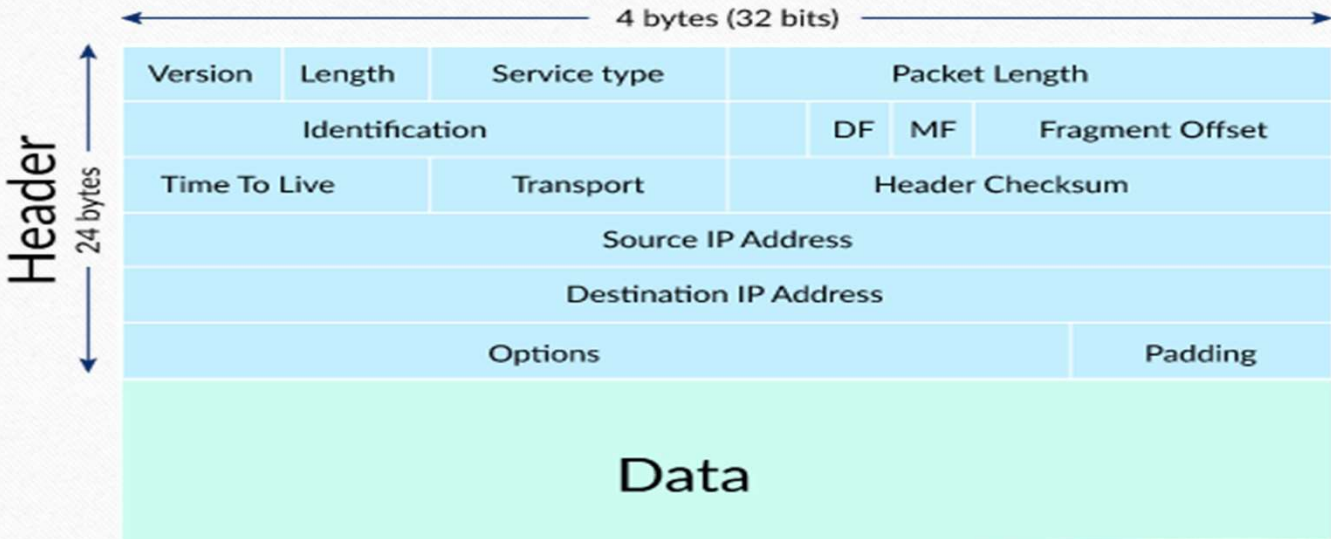 4 bytes (32 bits)
Version Length Service type Packet Length
Identification DF MF Fragment Offset
Time To Live Transport Header Checksum
Source IP Address
Destination IP Address
Options Padding
Header
24 bytes
Data